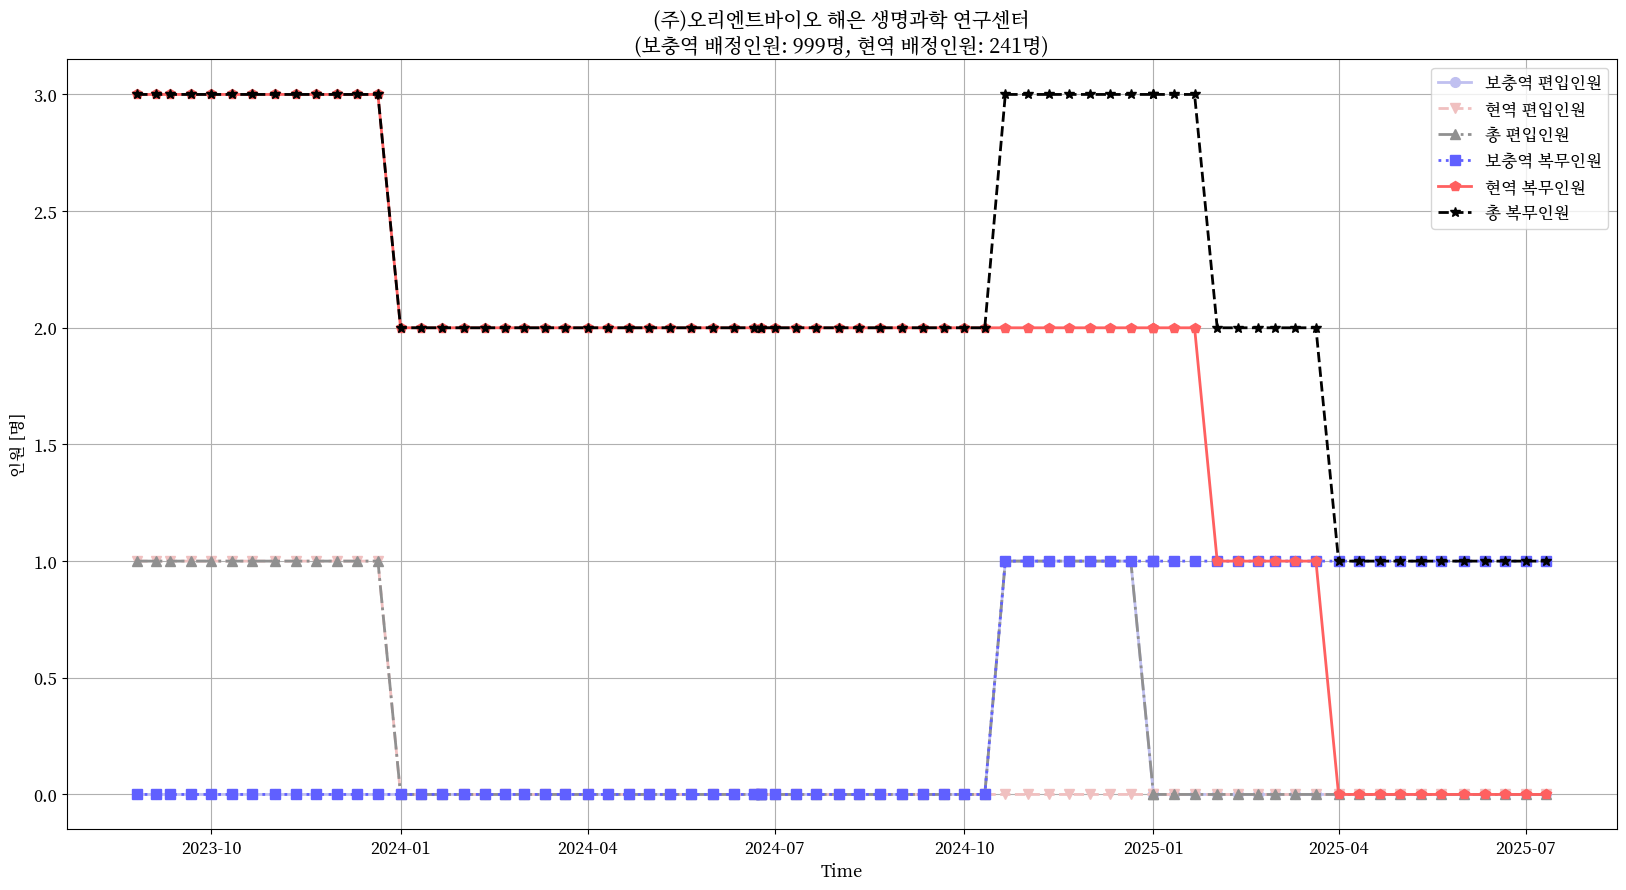 (주)오리엔트바이오 해은 생명과학 연구센터
(보충역 배정인원: 999명, 현역 배정인원: 241명)
보충역 편입인원
현역 편입인원
총 편입인원
보충역 복무인원
현역 복무인원
총 복무인원
인원 [명]
3.0
2.5
2.0
1.5
1.0
0.5
0.0
2023-10
2024-01
2024-04
2024-07
2024-10
2025-01
2025-04
2025-07
Time